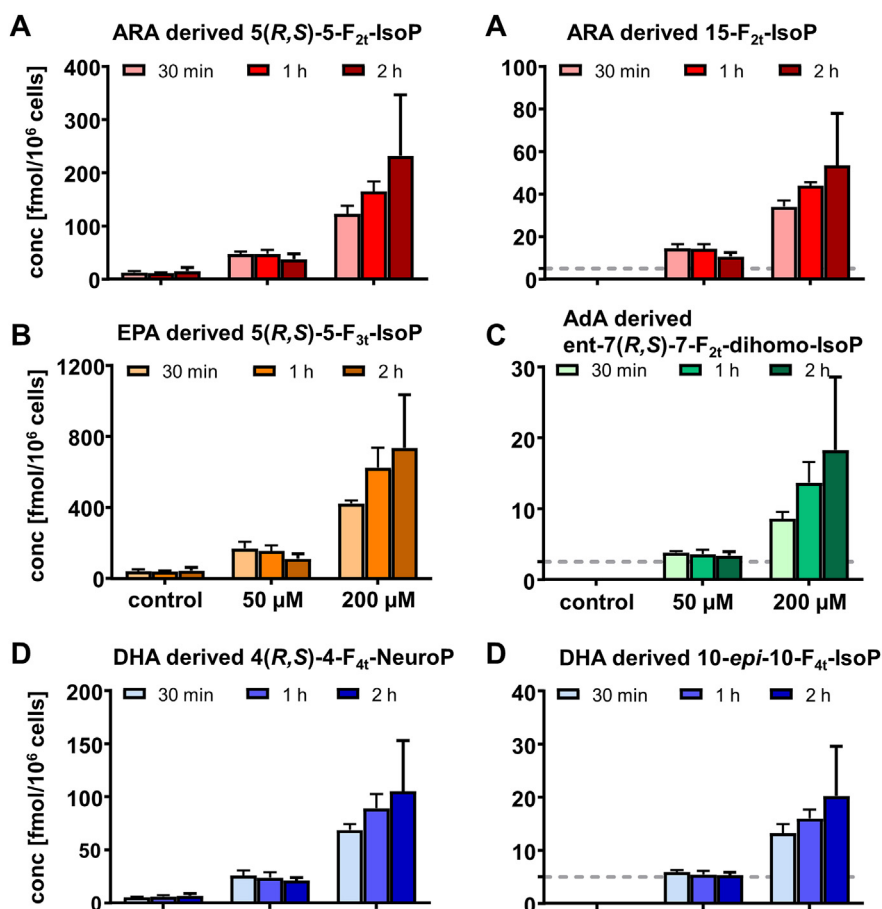 A
ARA derived 5(R,S)-5-F2t-IsoP
30 min 1 h 2 h
conc [fmol/10⁶ cells]
400
300
200
100
0
A
ARA derived 15-F2t-IsoP
30 min 1 h 2 h
100
80
60
40
20
0
B
EPA derived 5(R,S)-5-F3t-IsoP
30 min 1 h 2 h
conc [fmol/10⁶ cells]
1200
800
400
0
control 50 µM 200 µM
C
AdA derived
ent-7(R,S)-7-F2t-dihomo-IsoP
30 min 1 h 2 h
30
20
10
0
control 50 µM 200 µM
D
DHA derived 4(R,S)-4-F4t-NeuroP
30 min 1 h 2 h
conc [fmol/10⁶ cells]
200
150
100
50
0
D
DHA derived 10-epi-10-F4t-IsoP
30 min 1 h 2 h
40
30
20
10
0